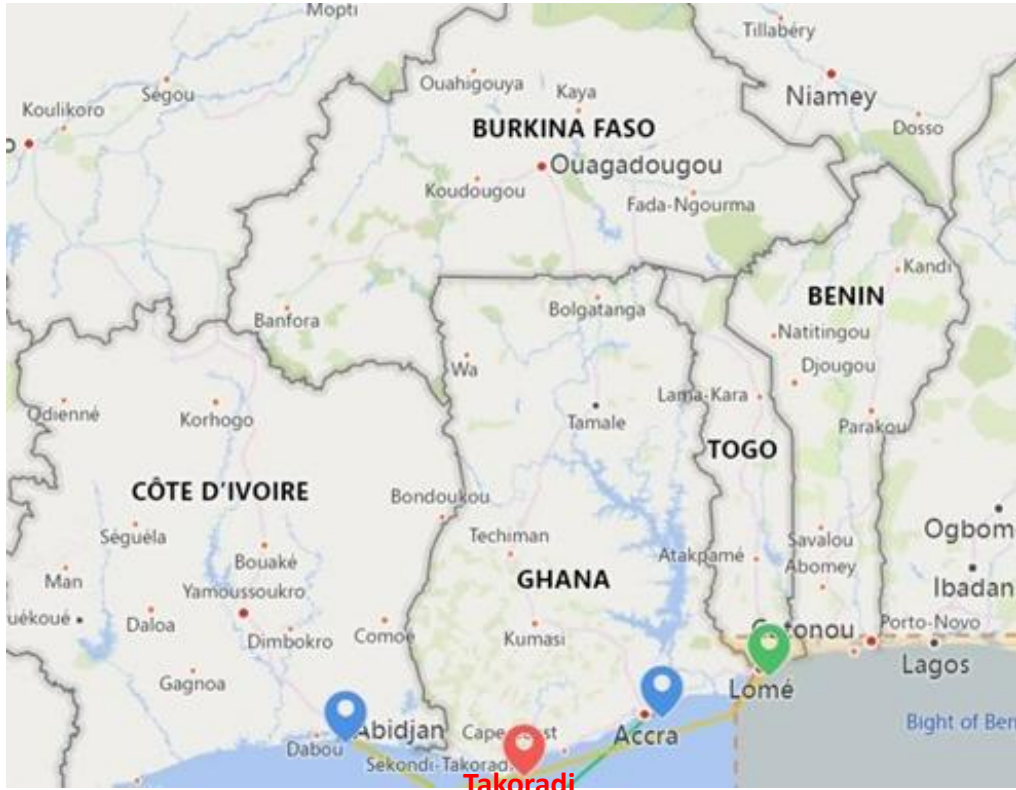 Mopti
Tillabéry
Ségou
Ouahigouya
Kaya
Niamey
Koulikoro
Dosso
BURKINA FASO
Ouagadougou
Koudougou
Fada-Ngourma
Kandi
BENIN
Bolgatanga
Banfora
Natitingou
Wa
Djougou
Lama-Kara
Odienné
Korhogo
Tamale
Parakou
TOGO
CÔTE D'IVOIRE
Bondoukou
Ogbom
Séguéla
Techiman
Savalou
Bouaké
Atakpamé
Abomey
Man
GHANA
Ibadan
Yamoussoukro
uékoué
Daloa
Dimbokro
Comoé
Kumasi
Cotonou
Porto-Novo
Lagos
Gagnoa
Lomé
Bight of Ben
Dabou
Abidjan
Cape Coast
Accra
Sekondi-Takorad
Takoradi